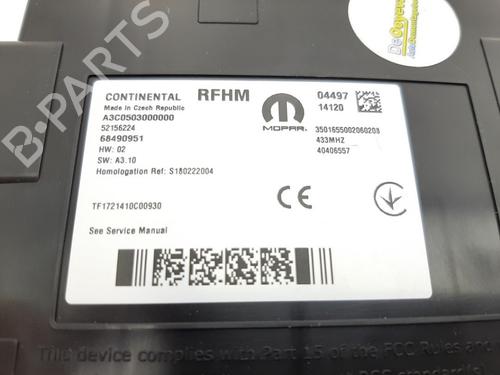 CONTINENTAL RFHM
Made in Czech Republic
A3C0503000000
52156224
68490951
HW: 02
SW: A3.10
Homologation Ref: S180222004
TF1721410C00930
See Service Manual
MOPAR
04497
14120
3501655002060208
433MHZ
40406557
CE
This device complies with Part 15 of the FCC Rules and